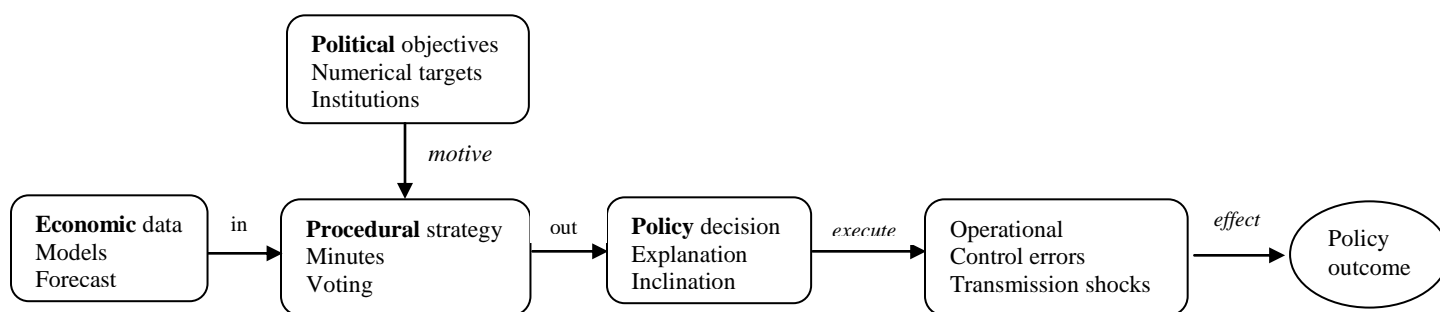 Political objectives
Numerical targets
Institutions
motive
Economic data
Models
Forecast
in
Procedural strategy
Minutes
Voting
out
Policy decision
Explanation
Inclination
execute
Operational
Control errors
Transmission shocks
effect
Policy
outcome